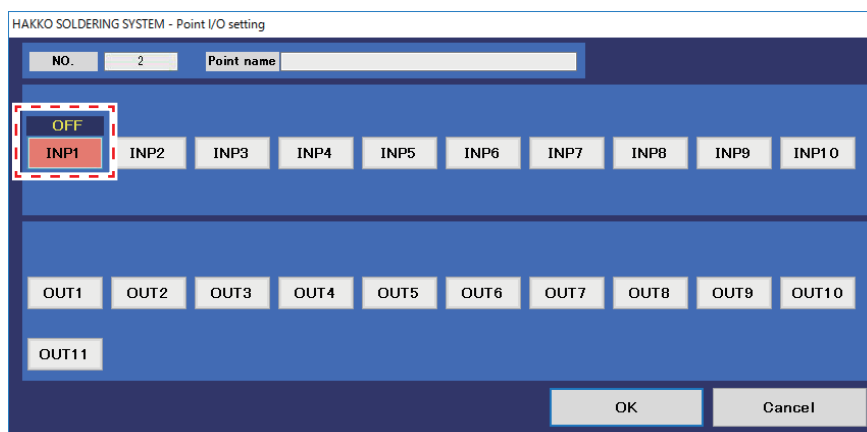 HAKKO SOLDERING SYSTEM - Point I/O setting
NO. 2 Point name
OFF
INP1 INP2 INP3 INP4 INP5 INP6 INP7 INP8 INP9 INP10
OUT1 OUT2 OUT3 OUT4 OUT5 OUT6 OUT7 OUT8 OUT9 OUT10
OUT11
OK Cancel